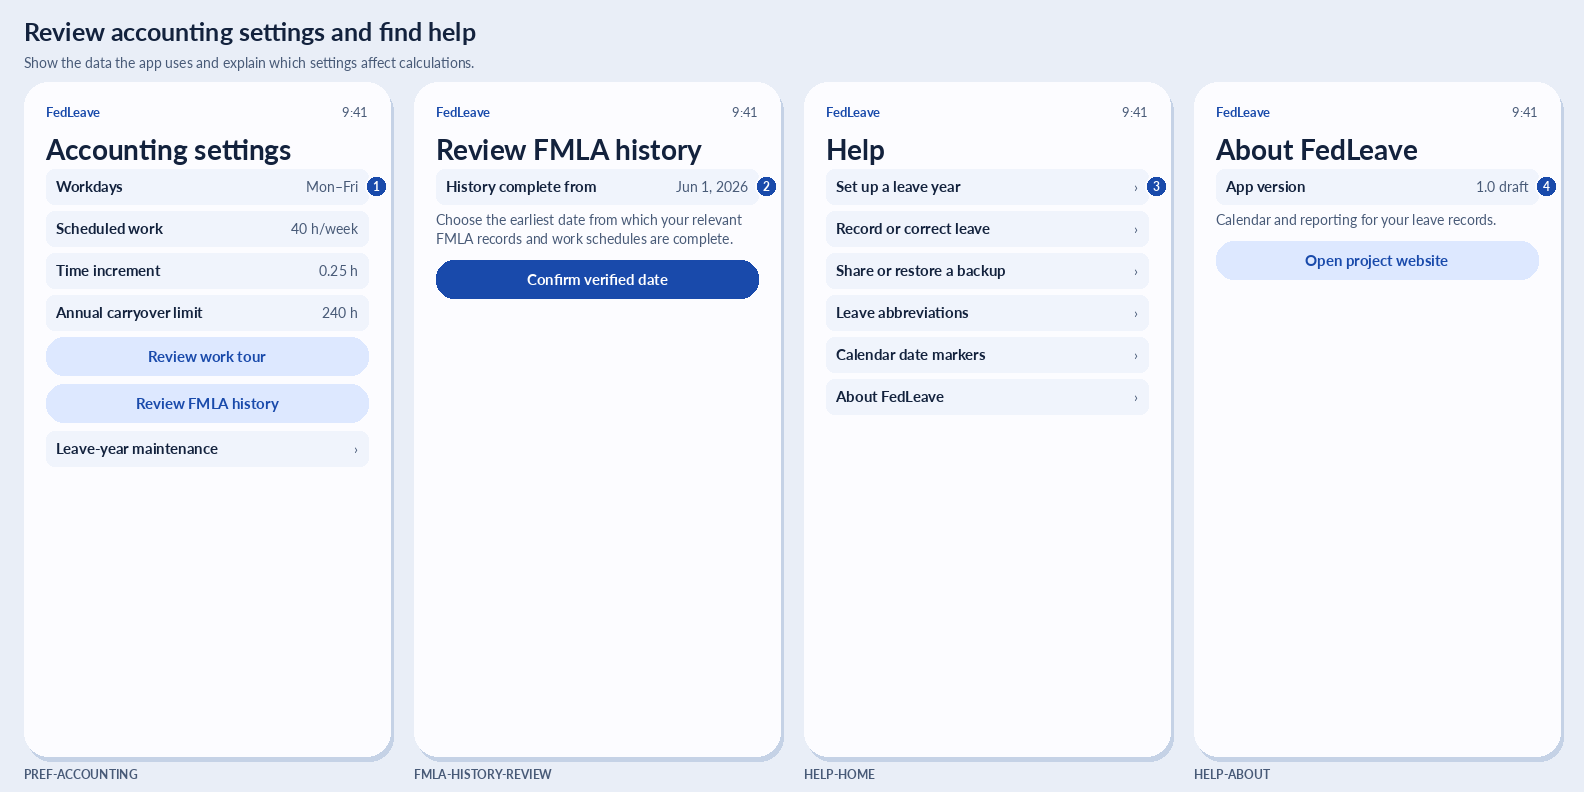 Review accounting settings and find help
Show the data the app uses and explain which settings affect calculations.
FedLeave 9:41
Accounting settings
Workdays Mon–Fri 1
Scheduled work 40 h/week
Time increment 0.25 h
Annual carryover limit 240 h
Review work tour
Review FMLA history
Leave-year maintenance ›
PREF-ACCOUNTING
FedLeave 9:41
Review FMLA history
History complete from Jun 1, 2026 2
Choose the earliest date from which your relevant
FMLA records and work schedules are complete.
Confirm verified date
FMLA-HISTORY-REVIEW
FedLeave 9:41
Help
Set up a leave year › 3
Record or correct leave ›
Share or restore a backup ›
Leave abbreviations ›
Calendar date markers ›
About FedLeave ›
HELP-HOME
FedLeave 9:41
About FedLeave
App version 1.0 draft 4
Calendar and reporting for your leave records.
Open project website
HELP-ABOUT